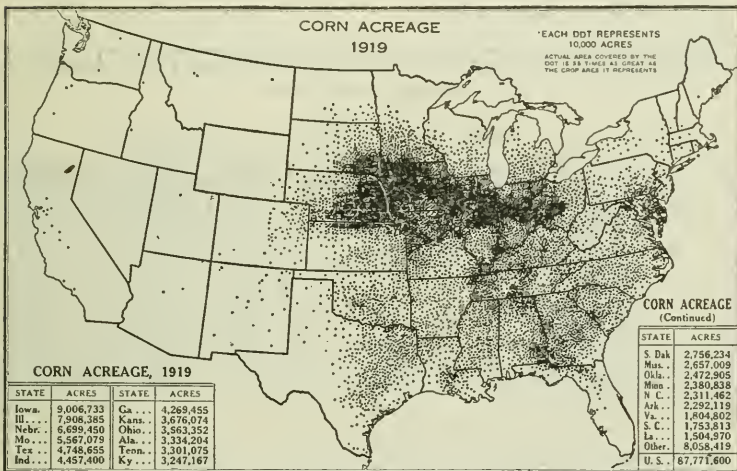 CORN ACREAGE
1919
EACH DOT REPRESENTS
10,000 ACRES
ACTUAL AREA COVERED BY THE
DOT IS TIMES AS GREAT AS
THE CROP AREA IT REPRESENTS
CORN ACREAGE, 1919
STATE ACRES STATE ACRES
Iowa. 9,006,733 Ga... 4,269,455
Ill.... 7,908,385 Kans. 3,676,074
Nebr. 6,699,450 Ohio. 3,563,352
Mo... 5,567,079 Ala... 3,334,204
Tex... 4,748,655 Tenn. 3,301,075
Ind... 4,457,400 Ky... 3,247,167
CORN ACREAGE
(Continued)
STATE ACRES
S. Dak 2,756,234
Miss.. 2,657,009
Okla.. 2,472,905
Minn.. 2,380,838
N C.. 2,311,462
Ark.. 2,292,119
Va... 1,804,802
S. C.. 1,753,813
La... 1,504,970
Other. 8,058,419
U. S.. 87,771,600